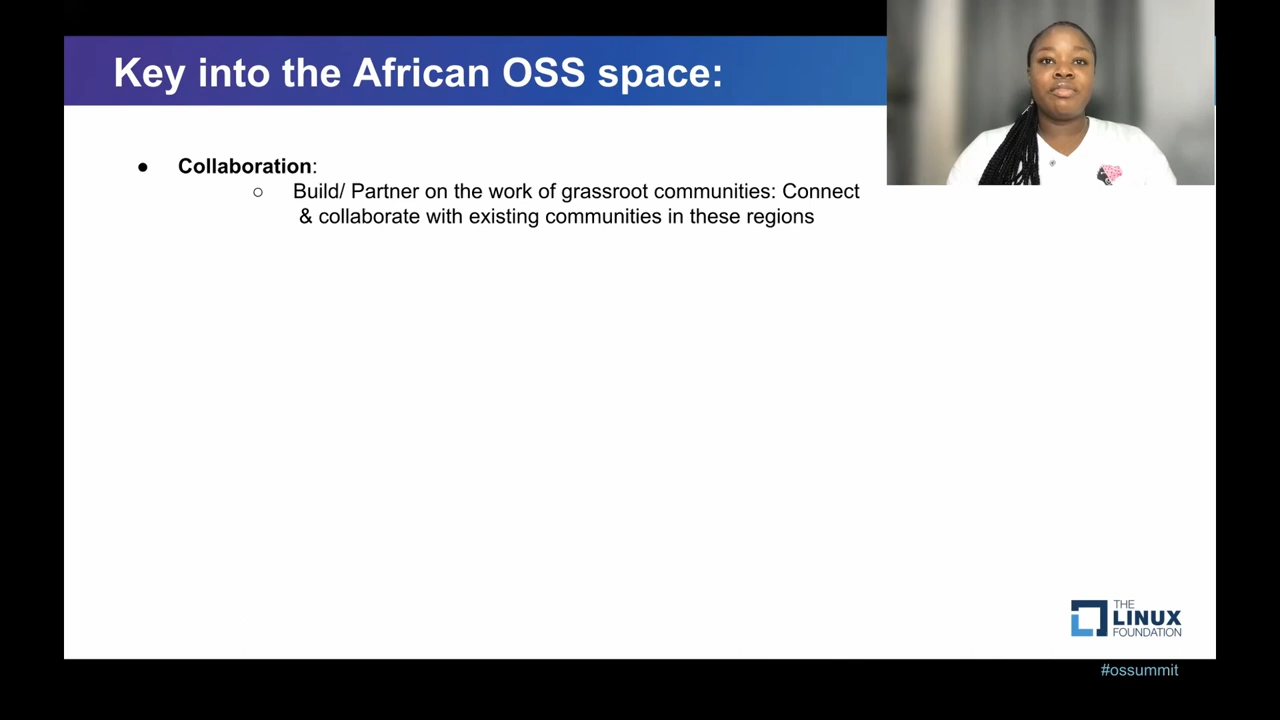 Key into the African OSS space:
● Collaboration:
○ Build/ Partner on the work of grassroot communities: Connect
& collaborate with existing communities in these regions
THE
LINUX
FOUNDATION
#ossummit